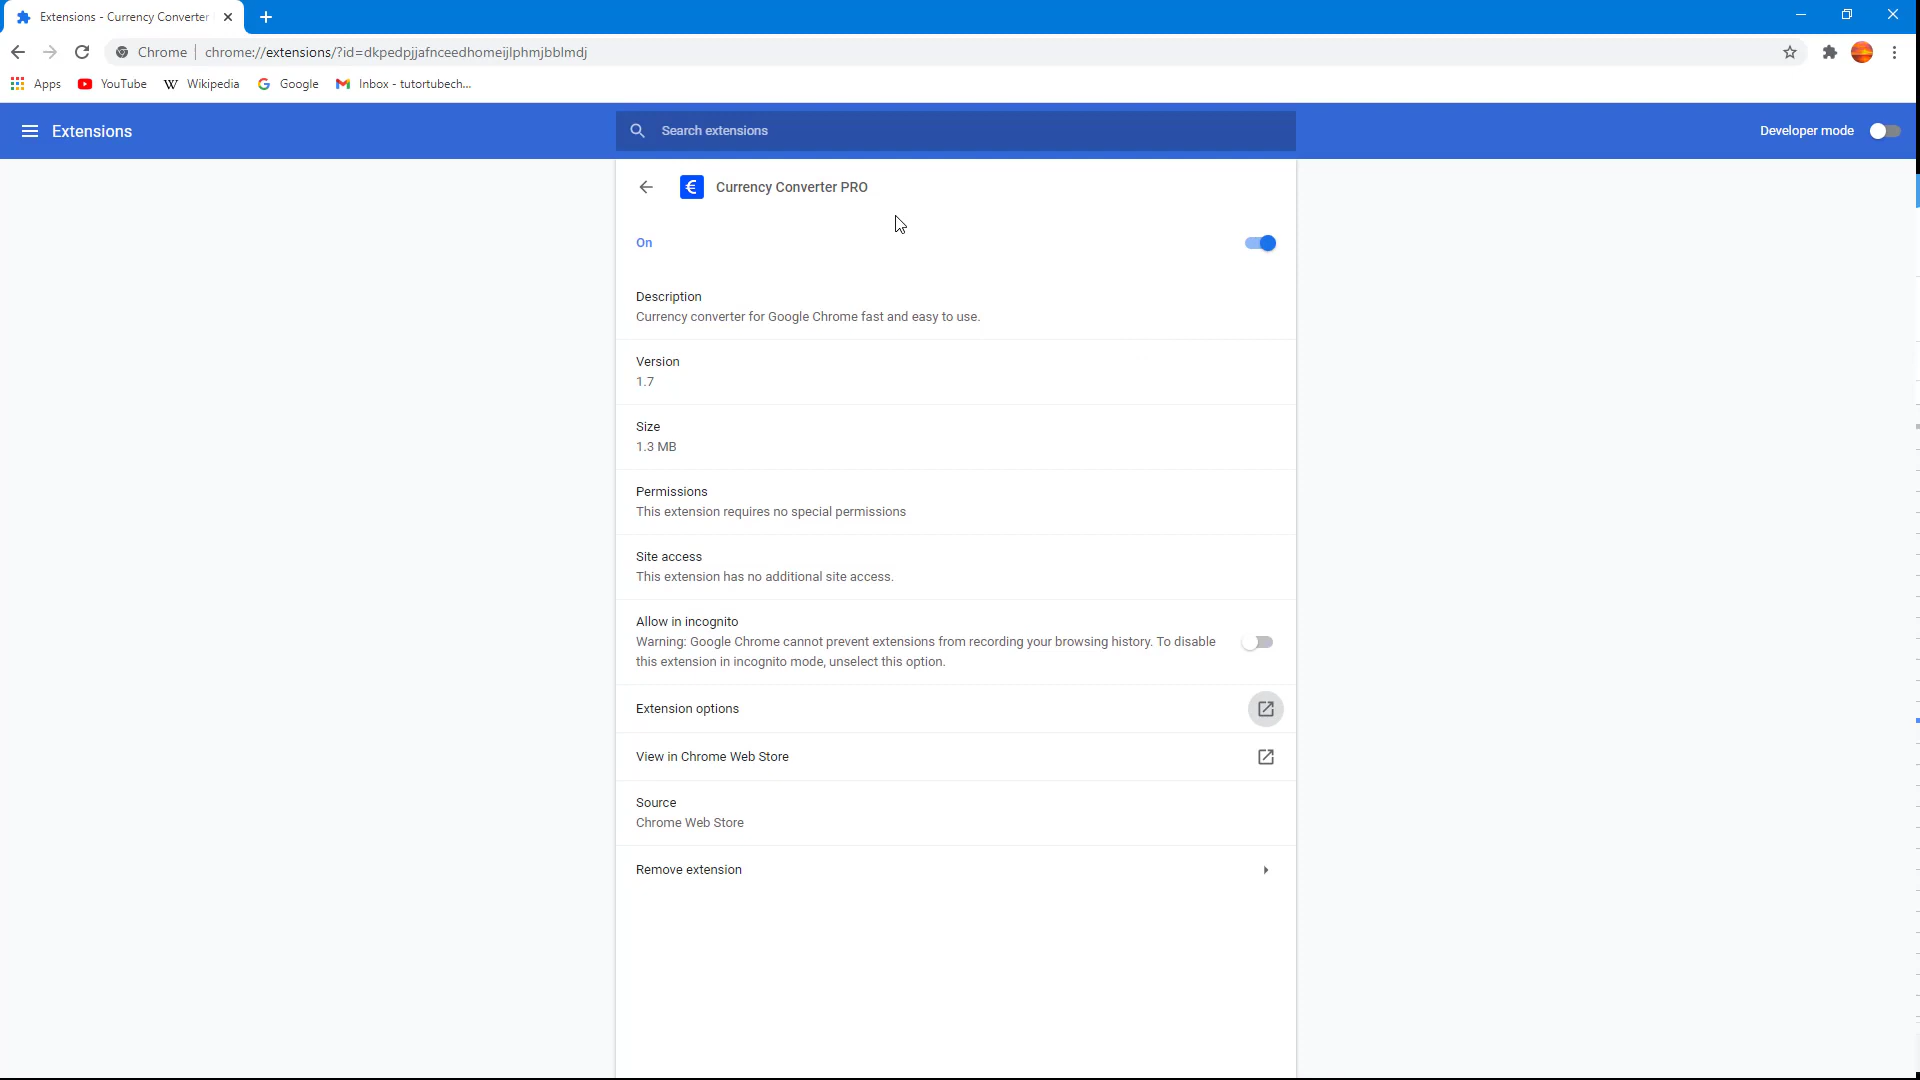 Extensions - Currency Converter
Chrome chrome://extensions/?id=dkpedpjjafnceedhomeijlphmjbblmdj
Apps YouTube Wikipedia Google Inbox - tutortubech...
Extensions Search extensions Developer mode
Currency Converter PRO
On
Description
Currency converter for Google Chrome fast and easy to use.
Version
1.7
Size
1.3 MB
Permissions
This extension requires no special permissions
Site access
This extension has no additional site access.
Allow in incognito
Warning: Google Chrome cannot prevent extensions from recording your browsing history. To disable
this extension in incognito mode, unselect this option.
Extension options
View in Chrome Web Store
Source
Chrome Web Store
Remove extension